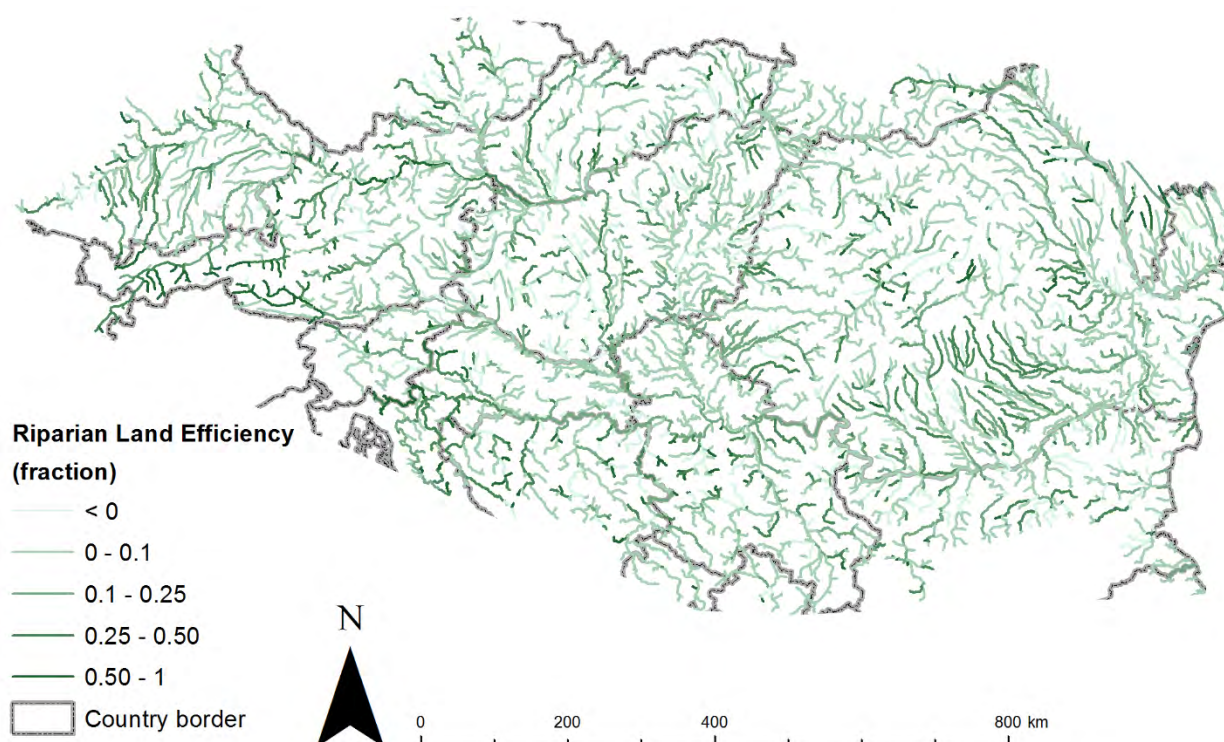 Riparian Land Efficiency
(fraction)
< 0
0 - 0.1
0.1 - 0.25
0.25 - 0.50
0.50 - 1
Country border
N
0 200 400 800 km